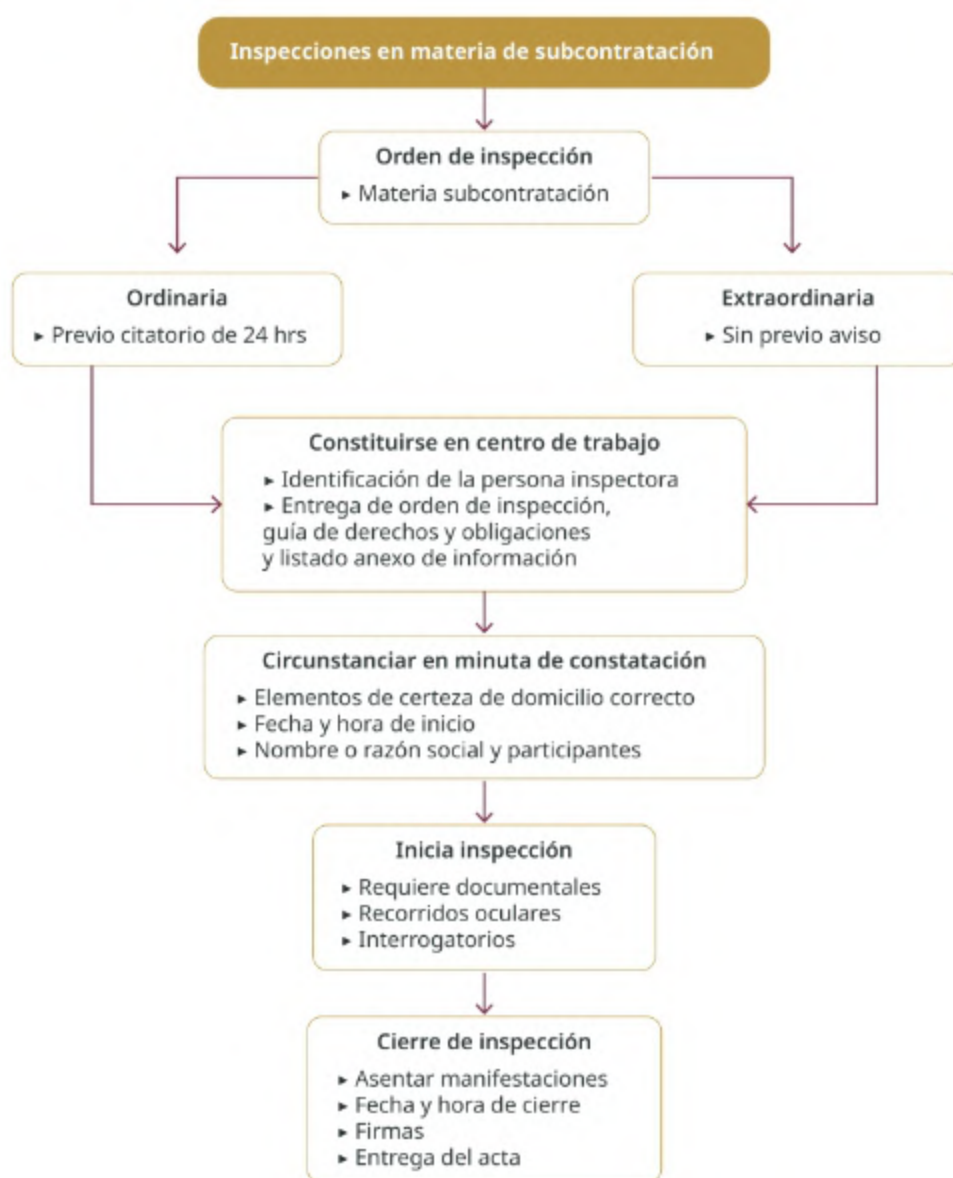 Inspecciones en materia de subcontratación
Orden de inspección
▸ Materia subcontratación
Ordinaria
▸ Previo citatorio de 24 hrs
Extraordinaria
▸ Sin previo aviso
Constituirse en centro de trabajo
▸ Identificación de la persona inspectora
▸ Entrega de orden de inspección,
guía de derechos y obligaciones
y listado anexo de información
Circunstanciar en minuta de constatación
▸ Elementos de certeza de domicilio correcto
▸ Fecha y hora de inicio
▸ Nombre o razón social y participantes
Inicia inspección
▸ Requiere documentales
▸ Recorridos oculares
▸ Interrogatorios
Cierre de inspección
▸ Asentar manifestaciones
▸ Fecha y hora de cierre
▸ Firmas
▸ Entrega del acta